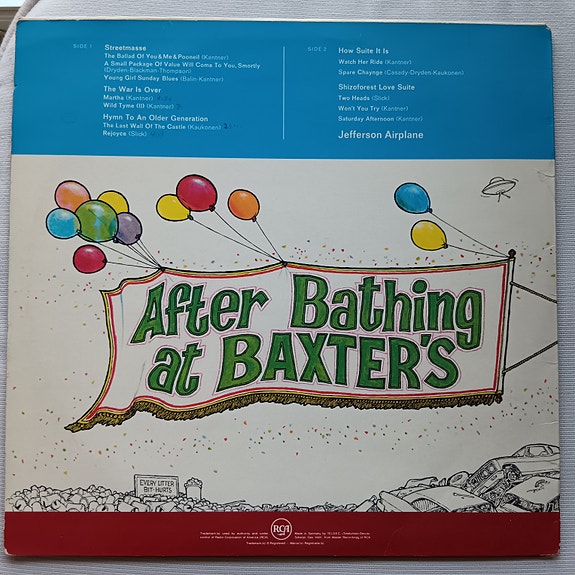 SIDE 1
Streetmasse
The Ballad Of You & Me & Pooneil (Kantner)
A Small Package Of Value Will Come To You, Smortly
(Dryden-Blackman-Thompson)
Young Girl Sunday Blues (Balin-Kantner)
The War Is Over
Martha (Kantner)
Wild Tyme (II) (Kantner)
Hymn To An Older Generation
The Last Wall Of The Castle (Kaukonen)
Rejoyce (Slick)
SIDE 2
How Suite It Is
Watch Her Ride (Kantner)
Spare Chaynge (Casady-Dryden-Kaukonen)
Shizoforest Love Suite
Two Heads (Slick)
Won't You Try (Kantner)
Saturday Afternoon (Kantner)
Jefferson Airplane
After Bathing
at BAXTER'S
EVERY LITTER
BIT HURTS
RCA